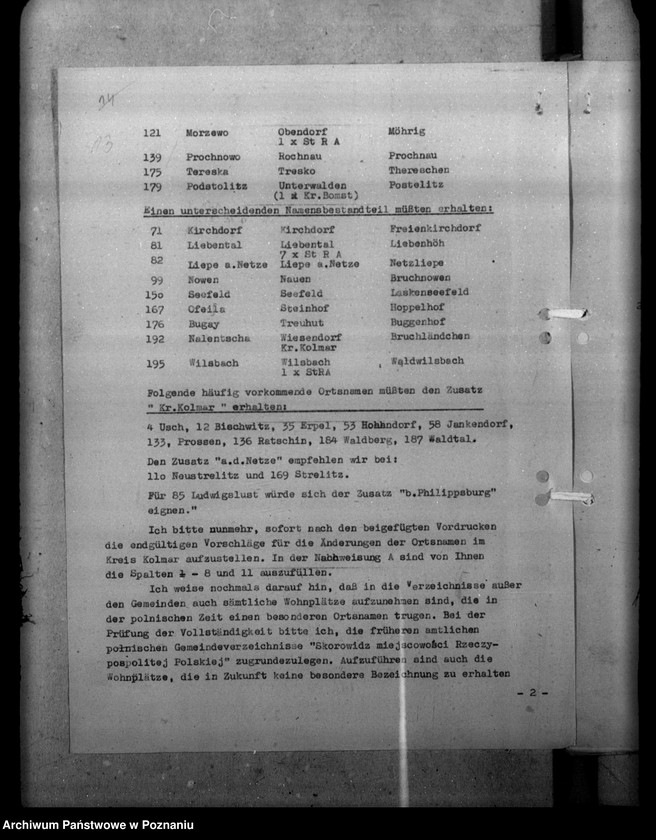 24
121 Morzewo Obendorf Möhrig
1 x St R A
139 Prochnowo Rochnau Prochnau
175 Tereska Tresko Thereschen
179 Podstolitz Unterwalden Postelitz
(1 x Kr.Bomst)
Einen unterscheidenden Namensbestandteil müßten erhalten:
71 Kirchdorf Kirchdorf Freienkirchdorf
81 Liebental Liebental Liebenhöh
7 x St R A
82 Liepe a.Netze Liepe a.Netze Netzliepe
99 Nowen Nauen Bruchnowen
15o Seefeld Seefeld Laskenseefeld
167 Ofeila Steinhof Hoppelhof
176 Bugay Treuhut Buggenhof
192 Nalentscha Wiesendorf Bruchländchen
Kr.Kolmar
195 Wilsbach Wilsbach Waldwilsbach
1 x StRA
Folgende häufig vorkommende Ortsnamen müßten den Zusatz
" Kr.Kolmar " erhalten:
4 Usch, 12 Bischwitz, 35 Erpel, 53 Hohndorf, 58 Jankendorf,
133, Prossen, 136 Ratschin, 184 Waldberg, 187 Waldtal.
Den Zusatz "a.d.Netze" empfehlen wir bei:
11o Neustrelitz und 169 Strelitz.
Für 85 Ludwigslust würde sich der Zusatz "b.Philippsburg"
eignen."
Ich bitte nunmehr, sofort nach den beigefügten Vordrucken
die endgültigen Vorschläge für die Änderungen der Ortsnamen im
Kreis Kolmar aufzustellen. In der Nachweisung A sind von Ihnen
die Spalten 1 - 8 und 11 auszufüllen.
Ich weise nochmals darauf hin, daß in die Verzeichnisse außer
den Gemeinden auch sämtliche Wohnplätze aufzunehmen sind, die in
der polnischen Zeit einen besonderen Ortsnamen trugen. Bei der
Prüfung der Vollständigkeit bitte ich, die früheren amtlichen
polnischen Gemeindeverzeichnisse "Skorowidz miejscowości Rzeczy-
pospolitej Polskiej" zugrundezulegen. Aufzuführen sind auch die
Wohnplätze, die in Zukunft keine besondere Bezeichnung zu erhalten
- 2 -
Archiwum Państwowe w Poznaniu